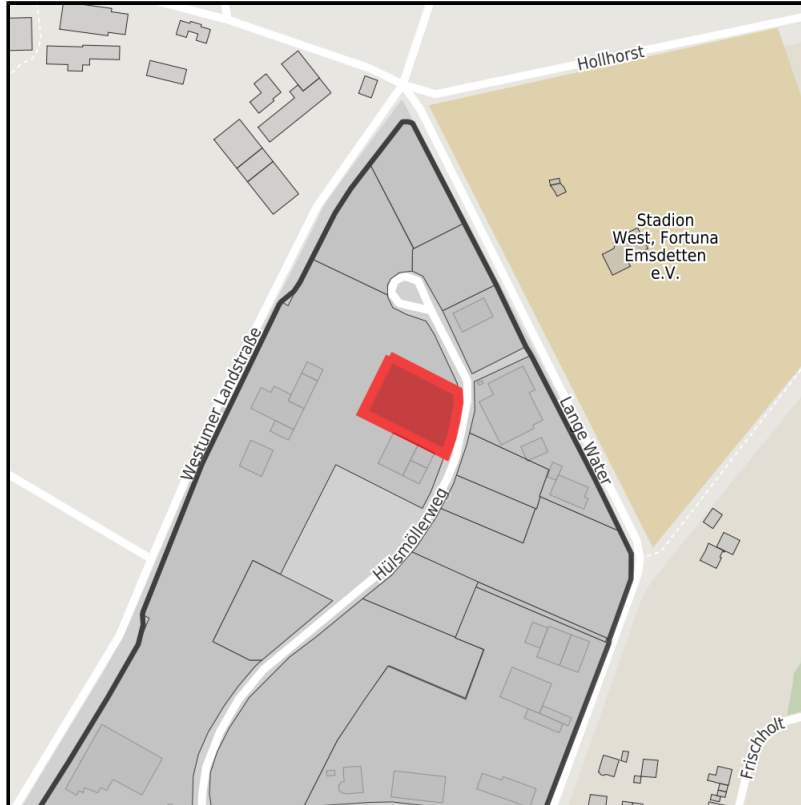 Hollhorst
Stadion
West, Fortuna
Emsdetten
e.V.
Westumer Landstraße
Lange Water
Hülsmöllerweg
Frischholt